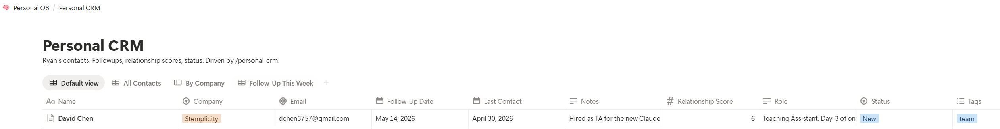 Personal OS / Personal CRM
Personal CRM
Ryan's contacts. Followups, relationship scores, status. Driven by /personal-crm.
Default view All Contacts By Company Follow-Up This Week +
Aa Name Company @ Email Follow-Up Date Last Contact Notes # Relationship Score Role Status Tags
David Chen Stemplicity dchen3757@gmail.com May 14, 2026 April 30, 2026 Hired as TA for the new Claude 6 Teaching Assistant. Day-3 of on New team